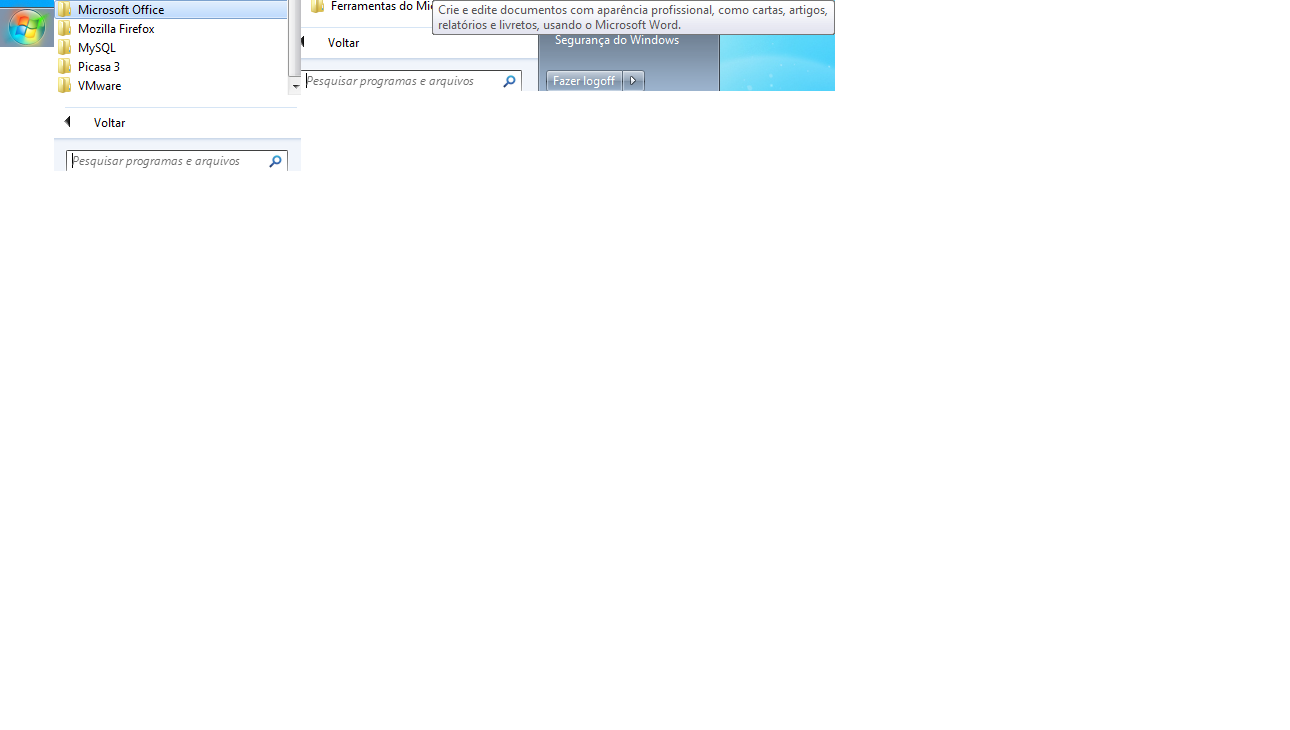 Microsoft Office
Mozilla Firefox
MySQL
Picasa 3
VMware
Voltar
Pesquisar programas e arquivos
Ferramentas do
Voltar
Pesquisar programas e arquivos
Crie e edite documentos com aparência profissional, como cartas, artigos,
relatórios e livretos, usando o Microsoft Word.
Segurança do Windows
Fazer logoff